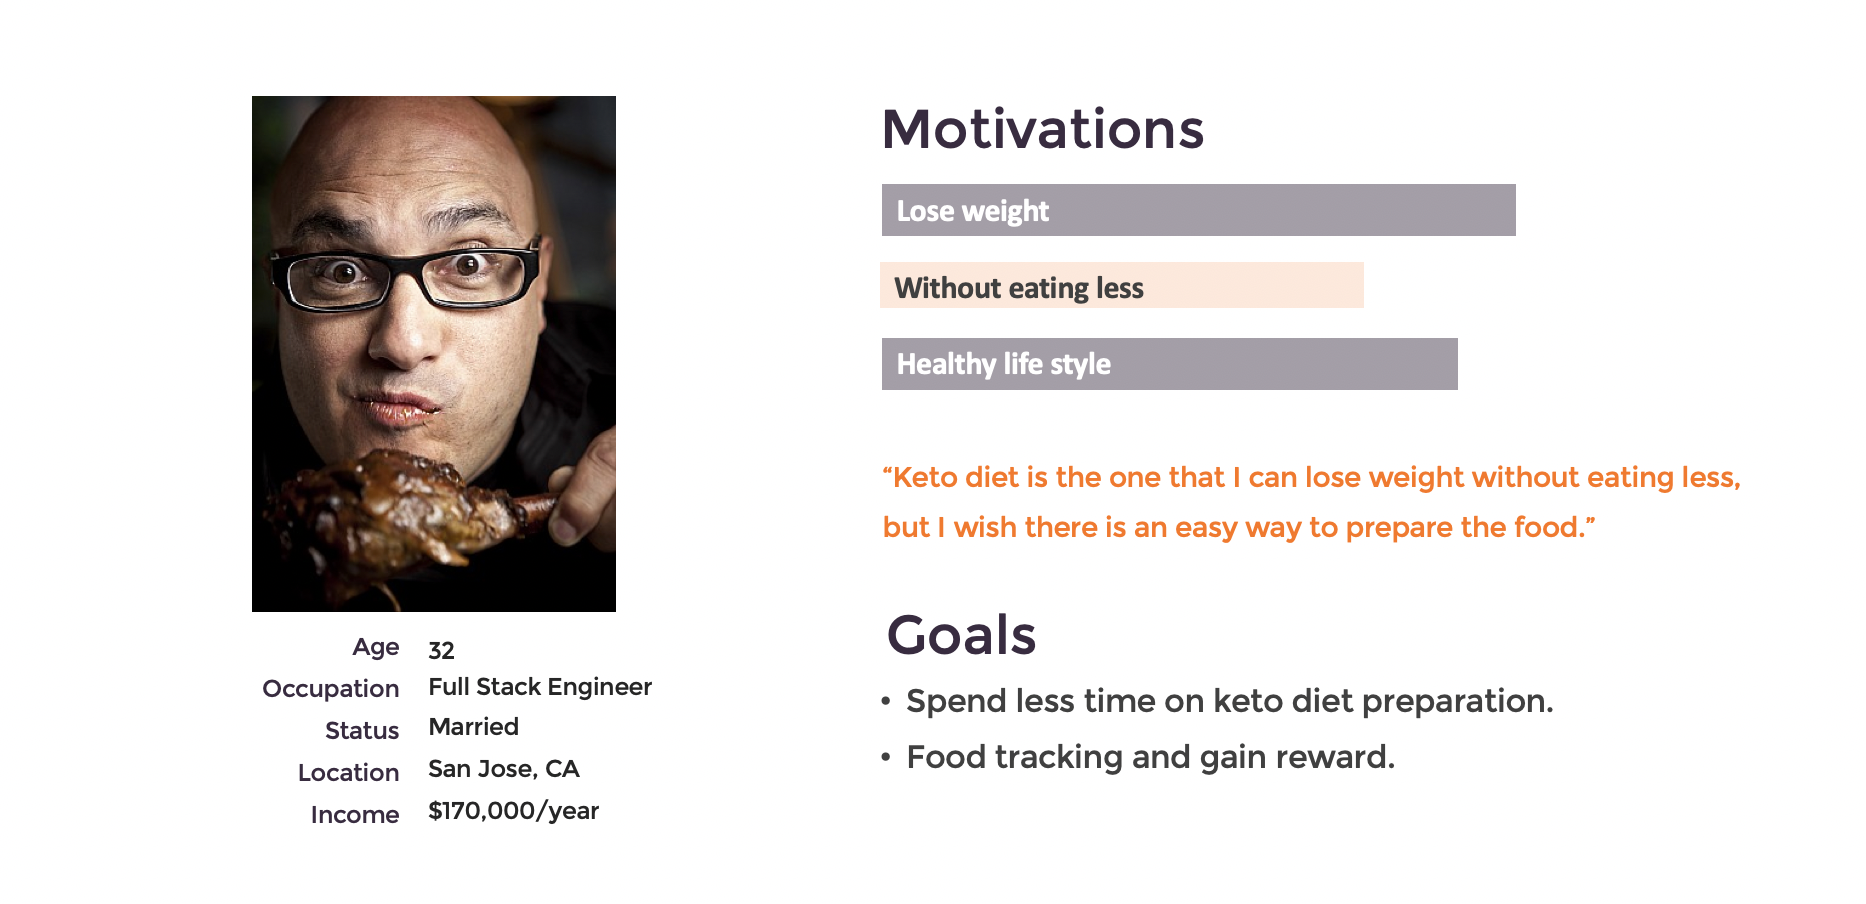 Motivations
Lose weight
Without eating less
Healthy life style
“Keto diet is the one that I can lose weight without eating less,
but I wish there is an easy way to prepare the food.”
Goals
• Spend less time on keto diet preparation.
• Food tracking and gain reward.
Age 32
Occupation Full Stack Engineer
Status Married
Location San Jose, CA
Income $170,000/year